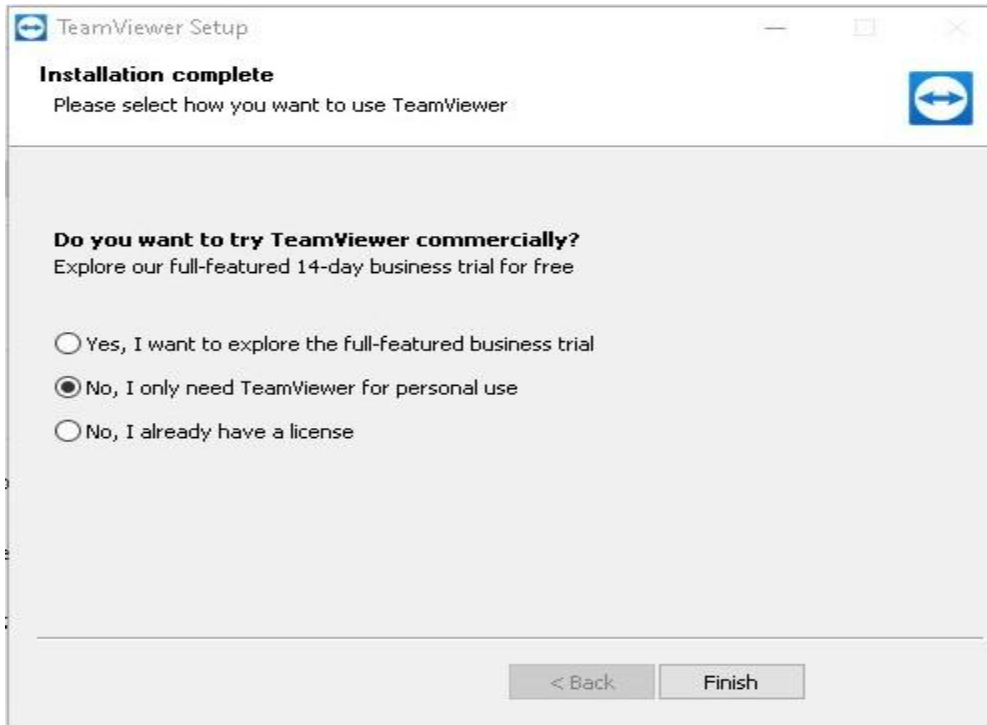 TeamViewer Setup
Installation complete
Please select how you want to use TeamViewer
Do you want to try TeamViewer commercially?
Explore our full-featured 14-day business trial for free
Yes, I want to explore the full-featured business trial
No, I only need TeamViewer for personal use
No, I already have a license
< Back
Finish